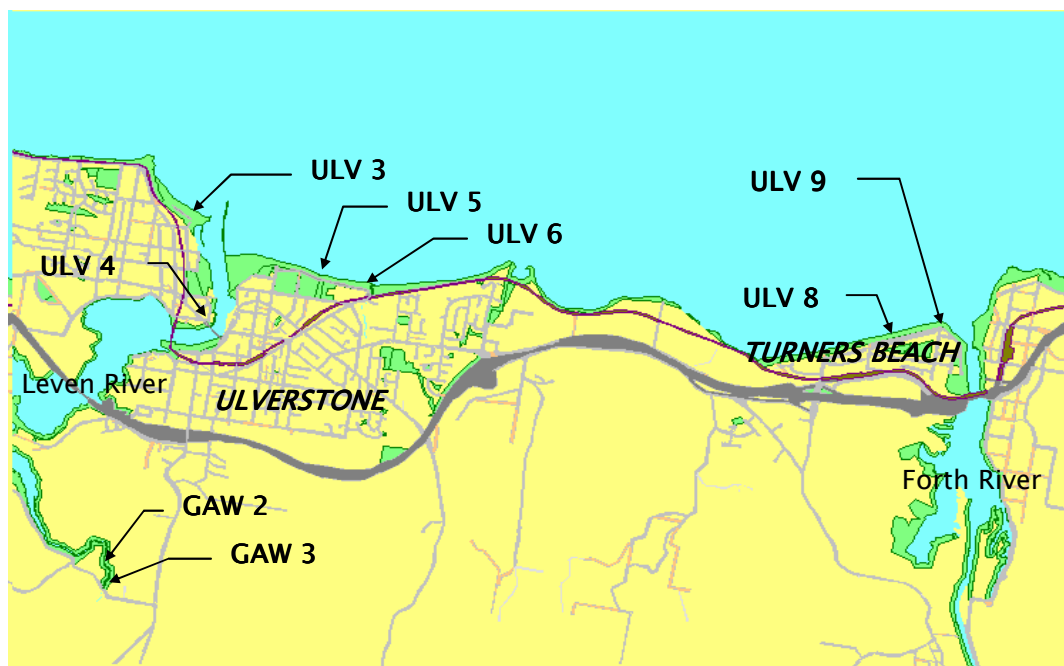 ULV 3
ULV 9
ULV 5
ULV 6
ULV 4
ULV 8
TURNERS BEACH
Leven River
ULVERSTONE
Forth River
GAW 2
GAW 3